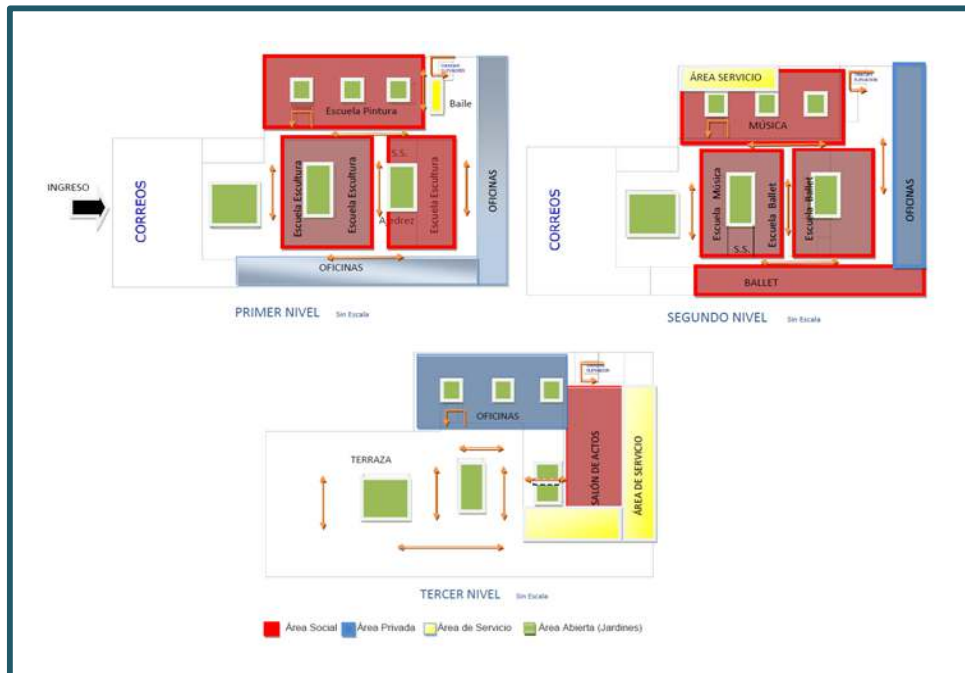 Escuela Pintura
Baile
INGRESO
CORREOS
Escuela Escultura
Escuela Escultura
S.S.
Ajedrez
Escuela Escultura
OFICINAS
OFICINAS
PRIMER NIVEL Sin Escala
ÁREA SERVICIO
MÚSICA
CORREOS
Escuela Música
S.S.
Escuela Ballet
Escuela Ballet
OFICINAS
BALLET
SEGUNDO NIVEL Sin Escala
OFICINAS
TERRAZA
SALÓN DE ACTOS
ÁREA DE SERVICIO
TERCER NIVEL Sin Escala
Área Social Área Privada Área de Servicio Área Abierta (Jardines)